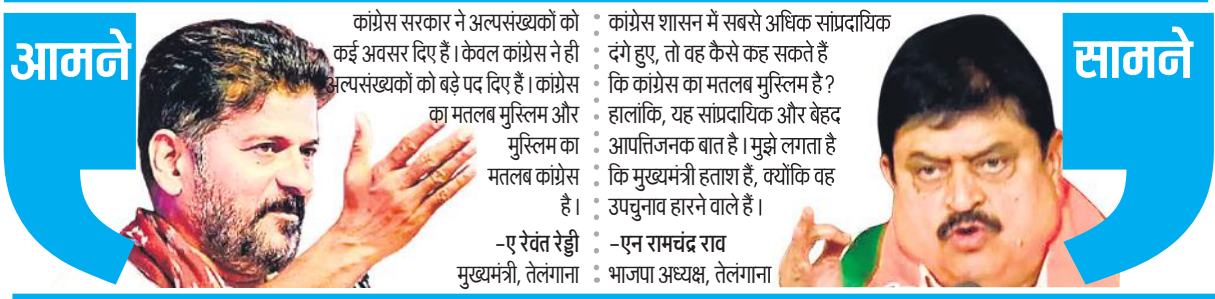 आमने
कांग्रेस सरकार ने अल्पसंख्यकों को
कई अवसर दिए हैं। केवल कांग्रेस ने ही
अल्पसंख्यकों को बड़े पद दिए हैं। कांग्रेस
का मतलब मुस्लिम और
मुस्लिम का
मतलब कांग्रेस
है।
-ए रेवंत रेड्डी
मुख्यमंत्री, तेलंगाना
कांग्रेस शासन में सबसे अधिक सांप्रदायिक
दंगे हुए, तो वह कैसे कह सकते हैं
कि कांग्रेस का मतलब मुस्लिम है?
हालांकि, यह सांप्रदायिक और बेहद
आपत्तिजनक बात है। मुझे लगता है
कि मुख्यमंत्री हताश हैं, क्योंकि वह
उपचुनाव हारने वाले हैं।
-एन रामचंद्र राव
भाजपा अध्यक्ष, तेलंगाना
सामने